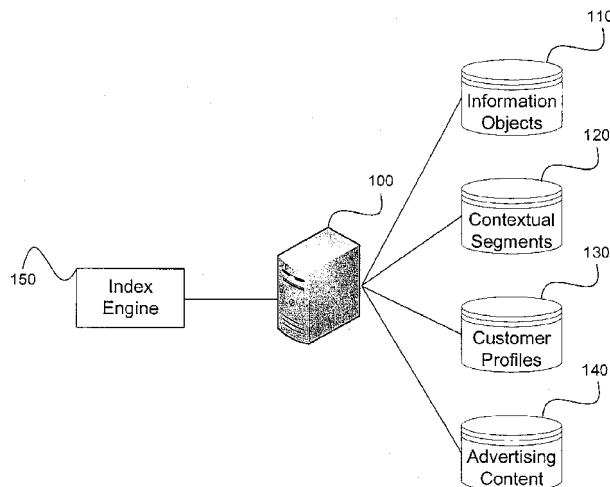 110
Information
Objects
120
100
Contextual
Segments
150
Index
Engine
130
Customer
Profiles
140
Advertising
Content